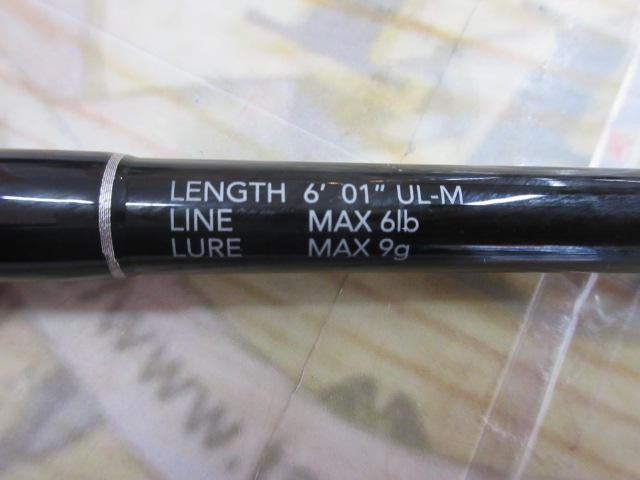 LENGTH 6' 01" UL-M
LINE MAX 6lb
LURE MAX 9g